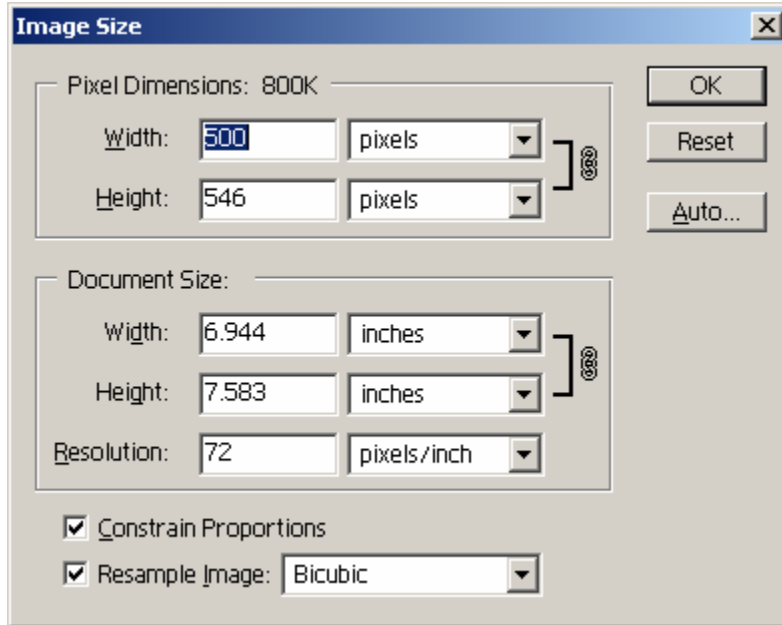 Image Size
Pixel Dimensions: 800K
Width: 500 pixels
Height: 546 pixels
OK
Reset
Auto...
Document Size:
Width: 6.944 inches
Height: 7.583 inches
Resolution: 72 pixels/inch
Constrain Proportions
Resample Image: Bicubic